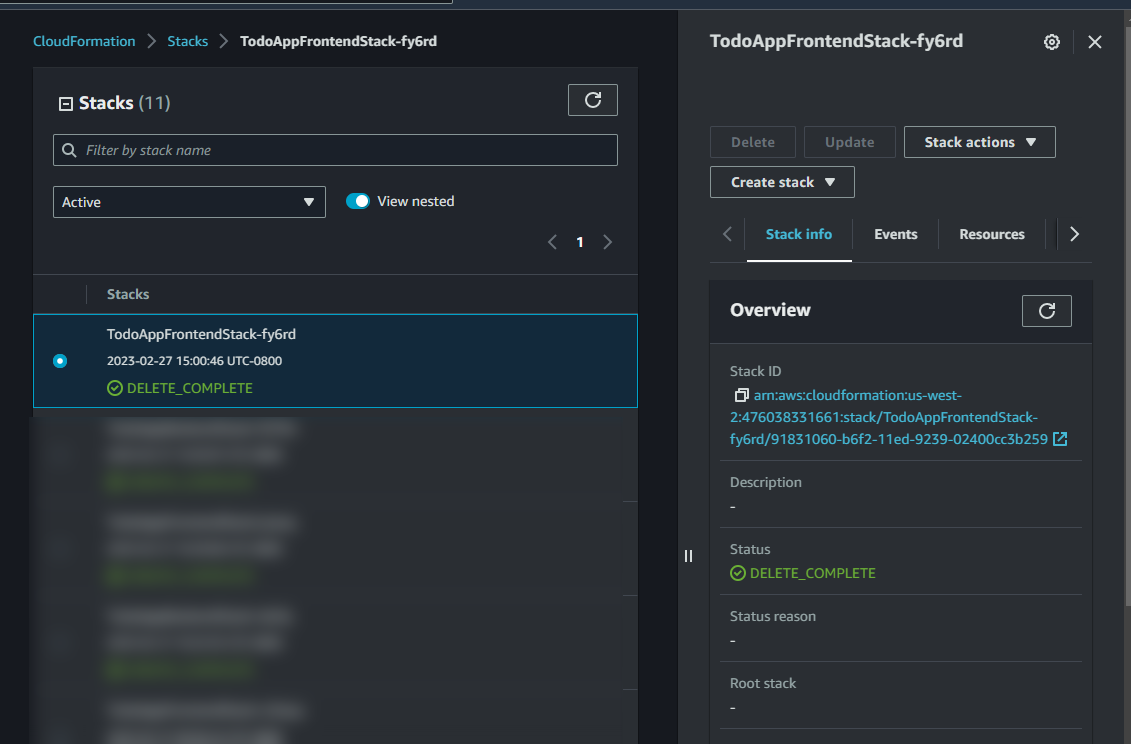 CloudFormation > Stacks > TodoAppFrontendStack-fy6rd
Stacks (11)
Filter by stack name
Active
View nested
1
Stacks
TodoAppFrontendStack-fy6rd
2023-02-27 15:00:46 UTC-0800
DELETE_COMPLETE
TodoAppFrontendStack-fy6rd
Delete
Update
Stack actions
Create stack
Stack info
Events
Resources
Overview
Stack ID
arn:aws:cloudformation:us-west-
2:476038331661:stack/TodoAppFrontendStack-
fy6rd/91831060-b6f2-11ed-9239-02400cc3b259
Description
-
Status
DELETE_COMPLETE
Status reason
-
Root stack
-